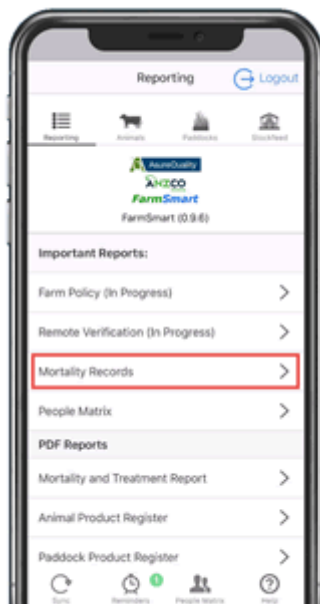 Reporting
Logout
Reporting Animals Paddocks Stockfeed
AsureQuality
ANZCO
FarmSmart
FarmSmart (0.9.6)
Important Reports:
Farm Policy (In Progress)
Remote Verification (In Progress)
Mortality Records
People Matrix
PDF Reports
Mortality and Treatment Report
Animal Product Register
Paddock Product Register
1
Sync Reminders People Matrix Help